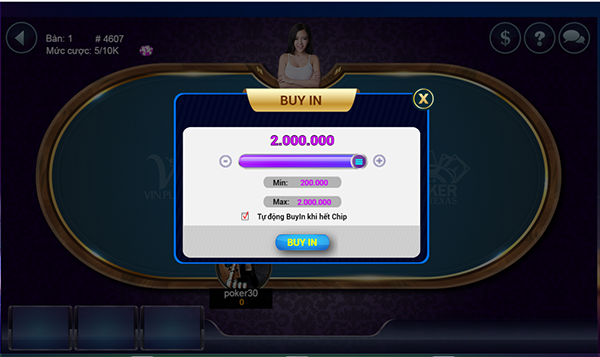 Bàn: 1 # 4607
Mức cược: 5/10K
$ ?
BUY IN X
2.000.000
Min: 200.000
Max: 2.000.000
Tự động BuyIn khi hết Chip
BUY IN
poker30
0